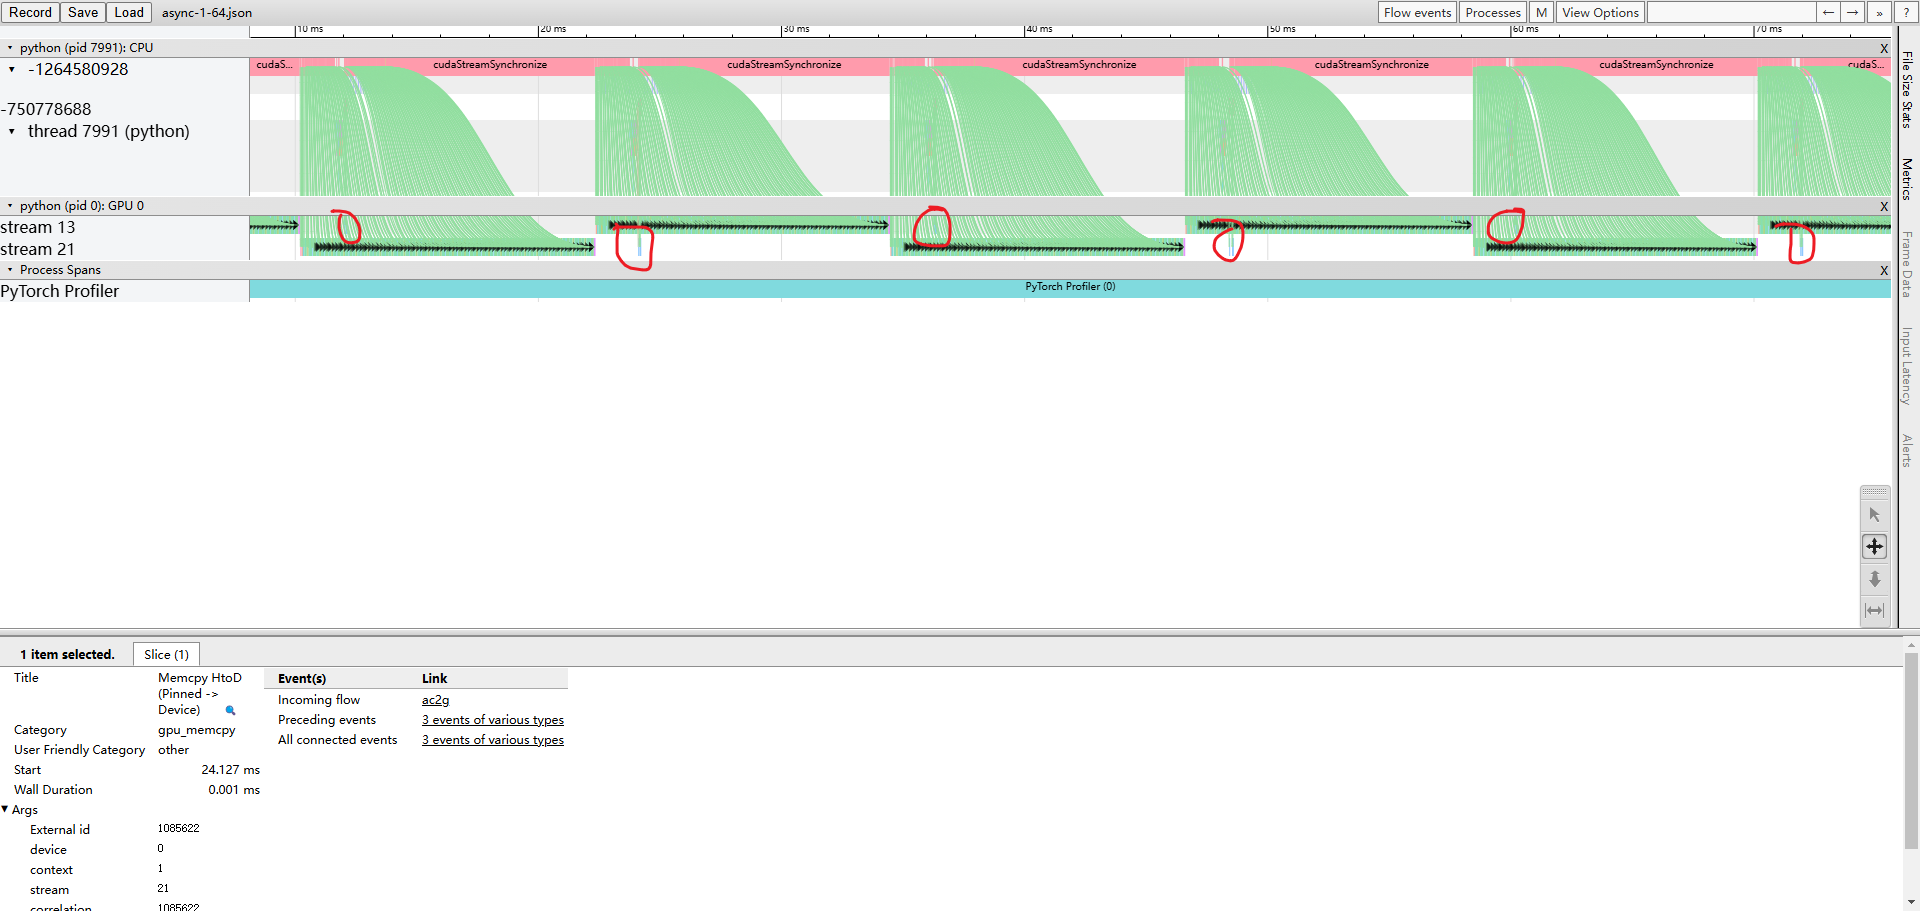 Record Save Load async-1-64.json Flow events Processes M View Options ← → » ?
10 ms 20 ms 30 ms 40 ms 50 ms 60 ms 70 ms
python (pid 7991): CPU X
-1264580928 cudaS... cudaStreamSynchronize cudaStreamSynchronize cudaStreamSynchronize cudaStreamSynchronize cudaStreamSynchronize cudaS...
-750778688
thread 7991 (python)
python (pid 0): GPU 0 X
stream 13
stream 21
Process Spans X
PyTorch Profiler PyTorch Profiler (0)
File Size Stats
Metrics
Frame Data
Input Latency
Alerts
1 item selected. Slice (1)
Title Memcpy HtoD
(Pinned ->
Device)
Category gpu_memcpy
User Friendly Category other
Start 24.127 ms
Wall Duration 0.001 ms
Args
External id 1085622
device 0
context 1
stream 21
correlation 1085622
Event(s) Link
Incoming flow ac2g
Preceding events 3 events of various types
All connected events 3 events of various types